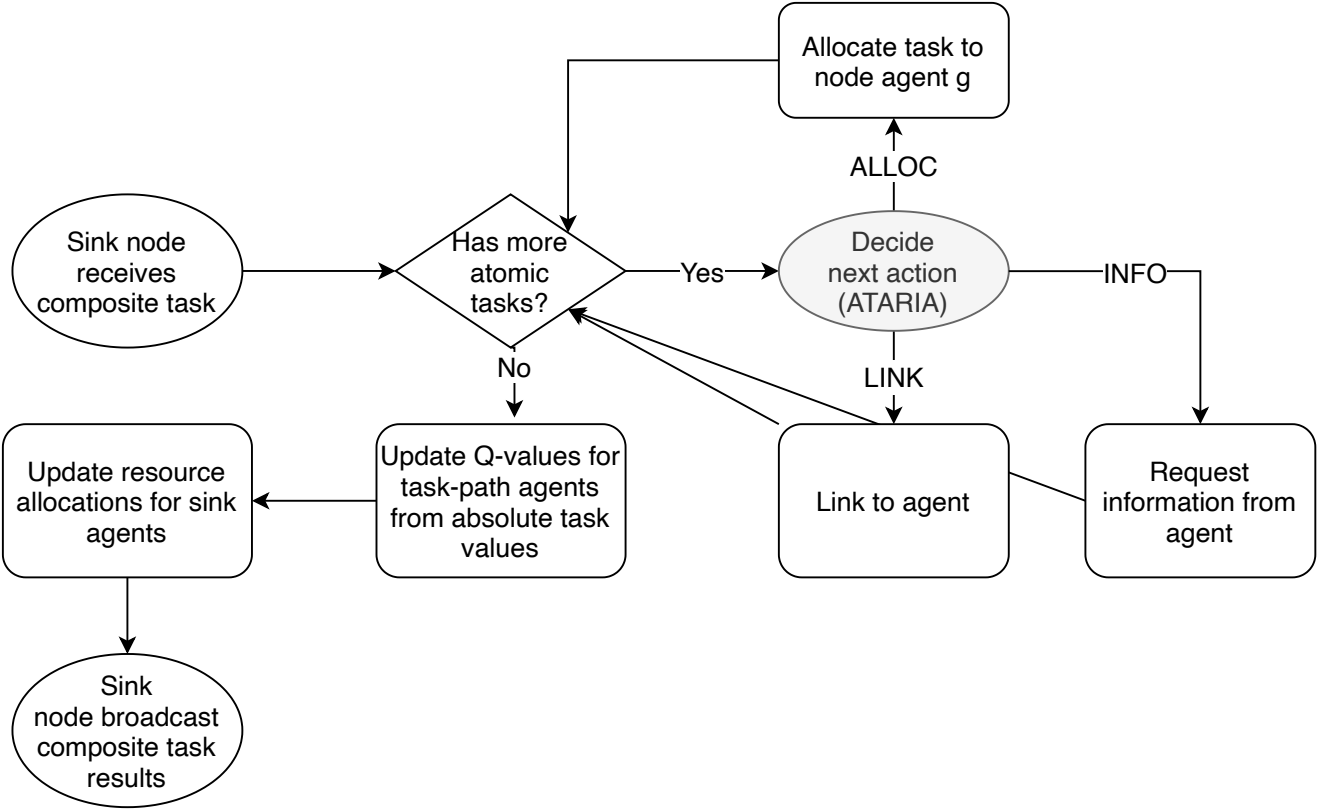 Allocate task to
node agent g
ALLOC
Sink node
receives
composite task
Has more
atomic
tasks?
Yes
Decide
next action
(ATARIA)
INFO
No
LINK
Update resource
allocations for sink
agents
Update Q-values for
task-path agents
from absolute task
values
Link to agent
Request
information from
agent
Sink
node broadcast
composite task
results